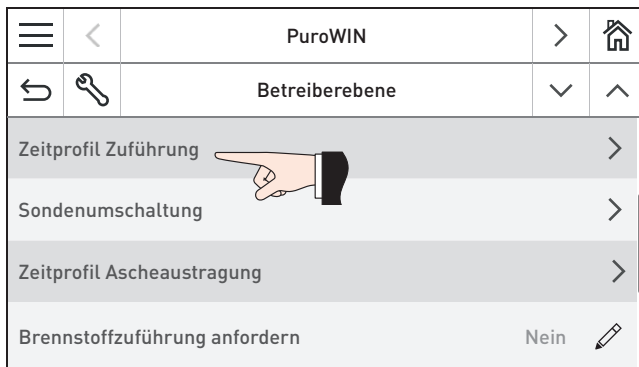 PuroWIN
Betreiberebene
Zeitprofil Zuführung
Sondenumschaltung
Zeitprofil Ascheaustragung
Brennstoffzuführung anfordern Nein